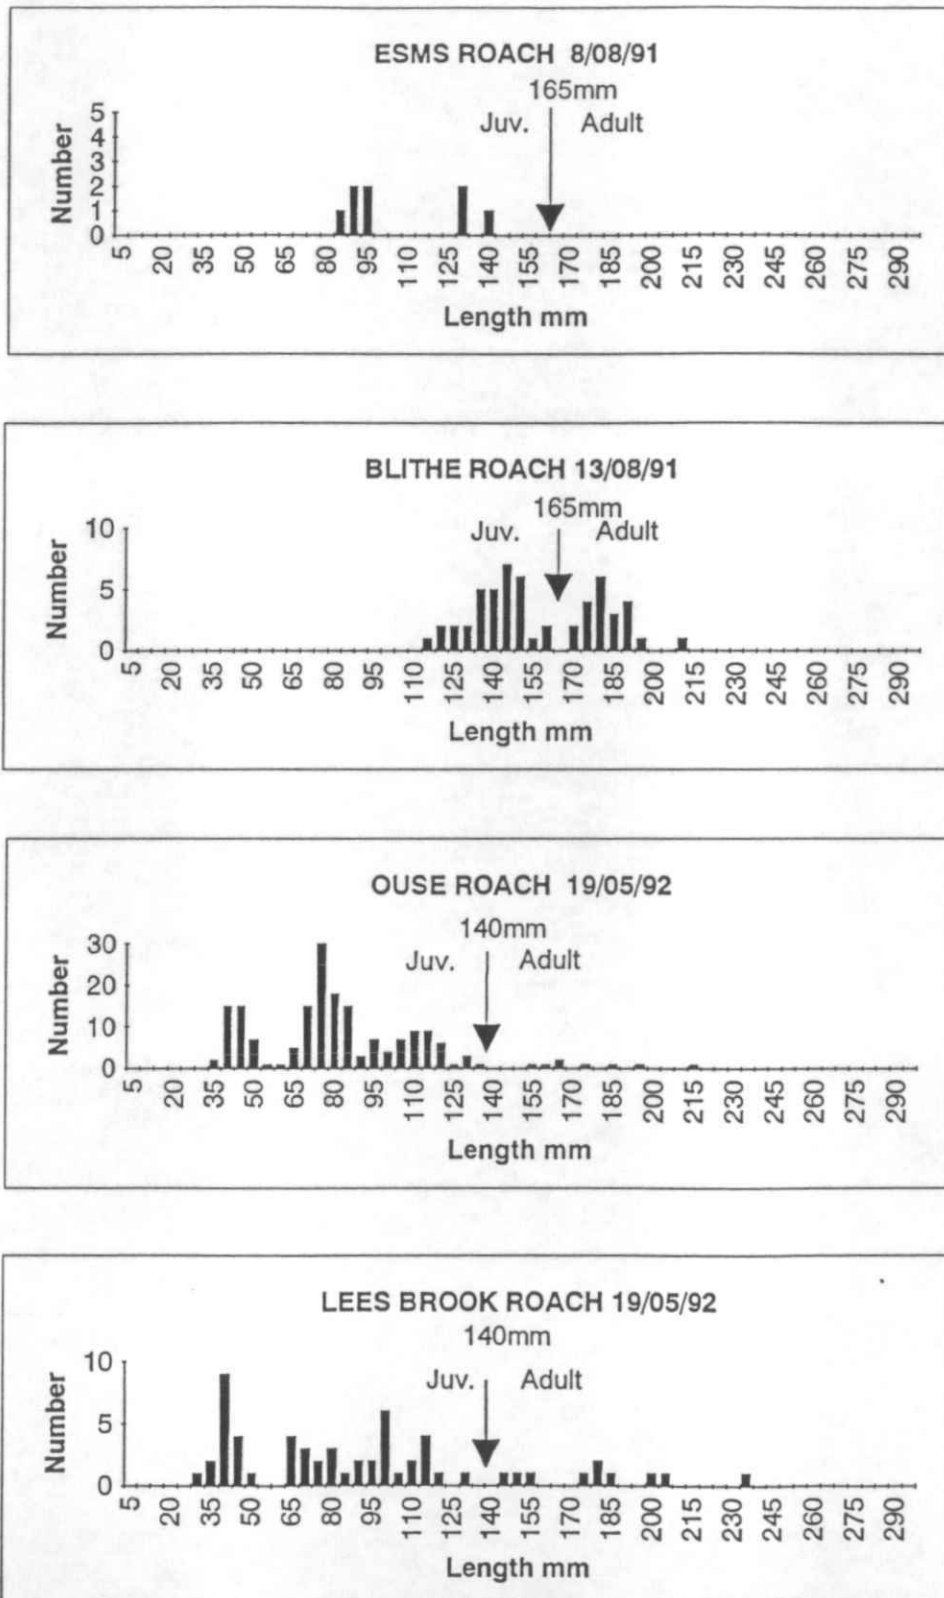 ESMS ROACH 8/08/91
165mm
Juv. Adult
Number
5
4
3
2
1
0
5 20 35 50 65 80 95 110 125 140 155 170 185 200 215 230 245 260 275 290
Length mm
BLITHE ROACH 13/08/91
165mm
Juv. Adult
Number
10
5
0
5 20 35 50 65 80 95 110 125 140 155 170 185 200 215 230 245 260 275 290
Length mm
OUSE ROACH 19/05/92
140mm
Juv. Adult
Number
30
20
10
0
5 20 35 50 65 80 95 110 125 140 155 170 185 200 215 230 245 260 275 290
Length mm
LEES BROOK ROACH 19/05/92
140mm
Juv. Adult
Number
10
5
0
5 20 35 50 65 80 95 110 125 140 155 170 185 200 215 230 245 260 275 290
Length mm